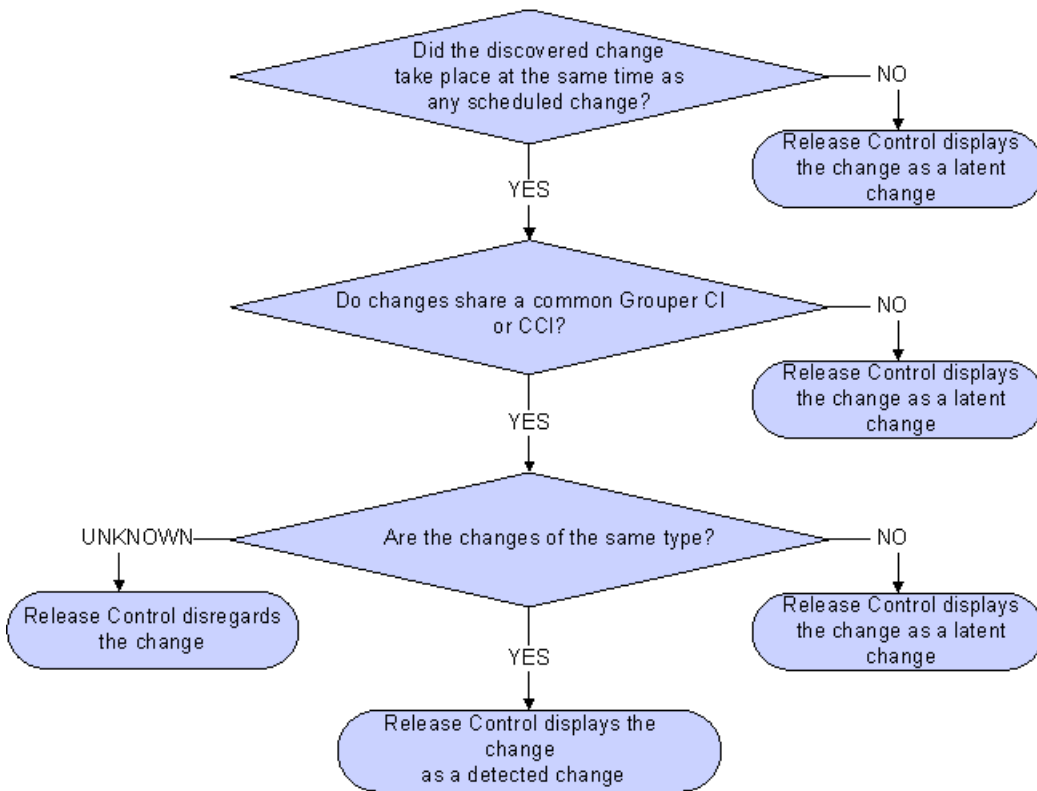 Did the discovered change
take place at the same time as
any scheduled change?
NO
Release Control displays
the change as a latent
change
YES
Do changes share a common Grouper CI
or CCI?
NO
Release Control displays
the change as a latent
change
YES
Are the changes of the same type?
UNKNOWN
NO
Release Control disregards
the change
Release Control displays
the change as a latent
change
YES
Release Control displays the
change
as a detected change